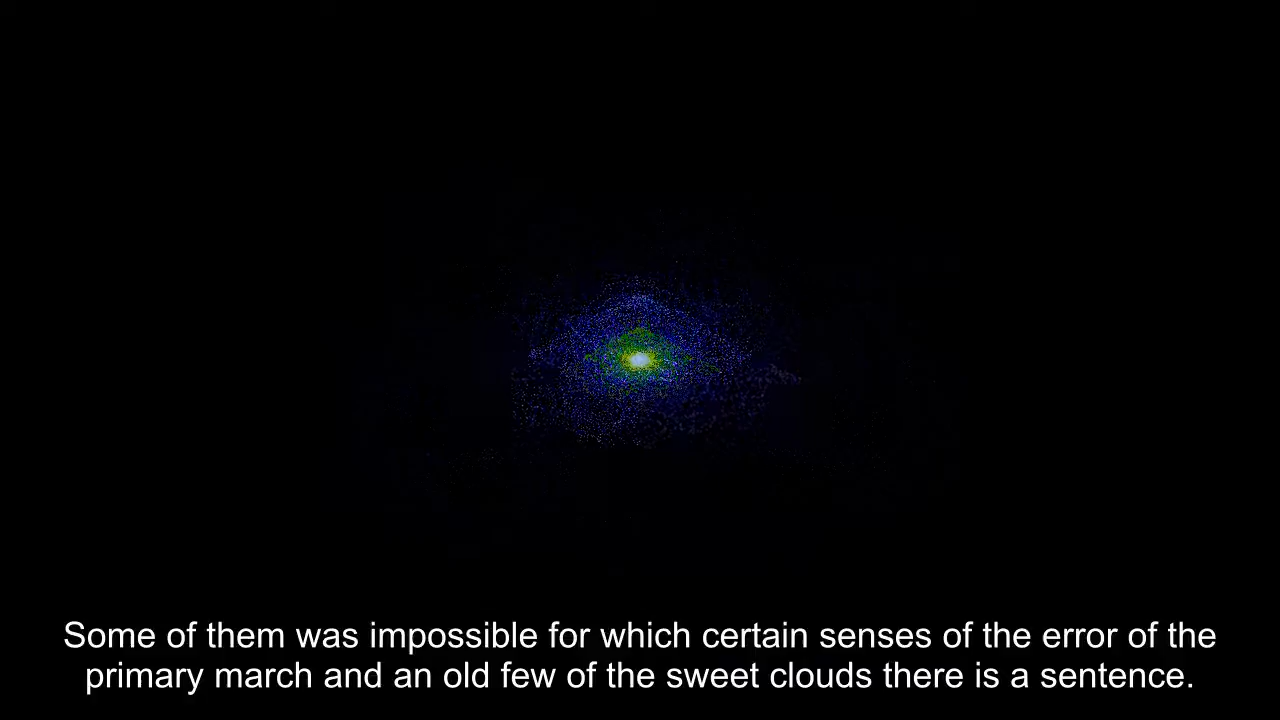 Some of them was impossible for which certain senses of the error of the
primary march and an old few of the sweet clouds there is a sentence.